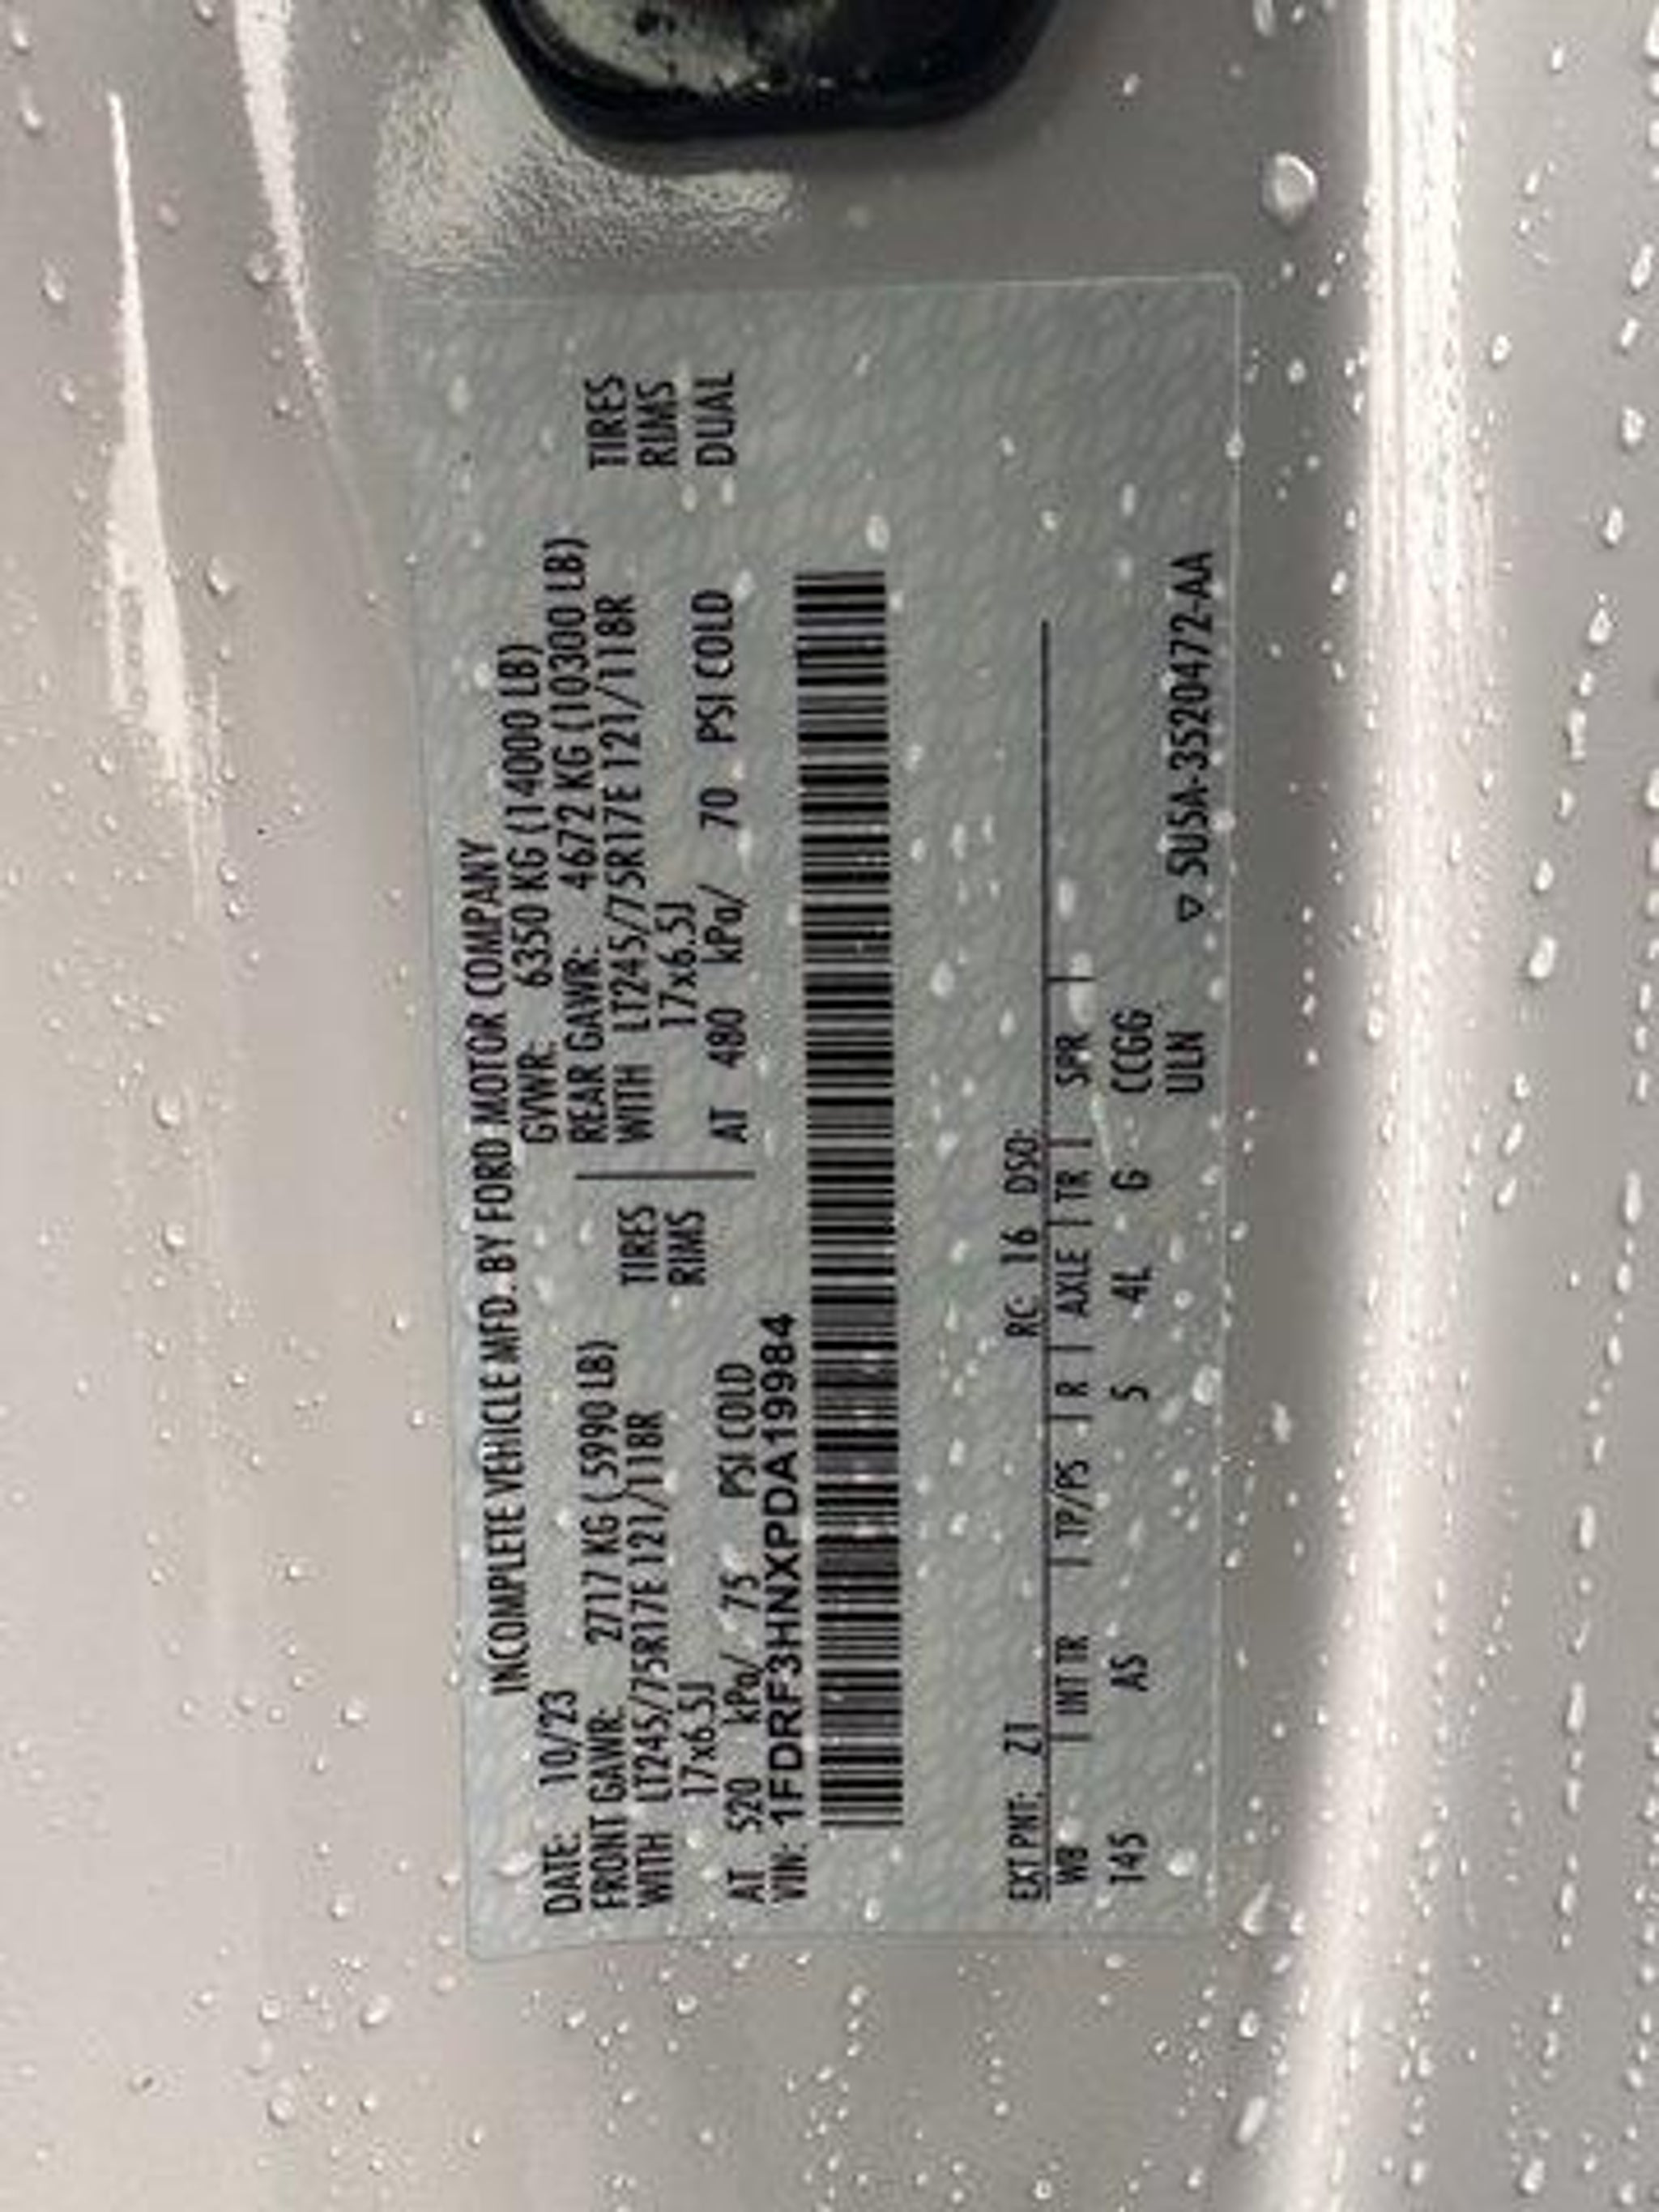 INCOMPLETE VEHICLE MFD. BY FORD MOTOR COMPANY
DATE: 10/23 GVWR: 6350 KG (14000 LB)
FRONT GAWR: 2717 KG ( 5990 LB) REAR GAWR: 4672 KG (10300 LB)
WITH LT245/75R17E 121/118R TIRES WITH LT245/75R17E 121/118R TIRES
17x6.5J RIMS 17x6.5J RIMS
AT 520 kPa/ 75 PSI COLD AT 480 kPa/ 70 PSI COLD DUAL
VIN: 1FDRF3HNXPDA19984
EXT PNT: Z1 RC: 16 DSO:
WB | INT TR | TP/PS | R | AXLE | TR | SPR |
145 AS 5 4L G CCGG
ULN
▽ 5U5A-3520472-AA